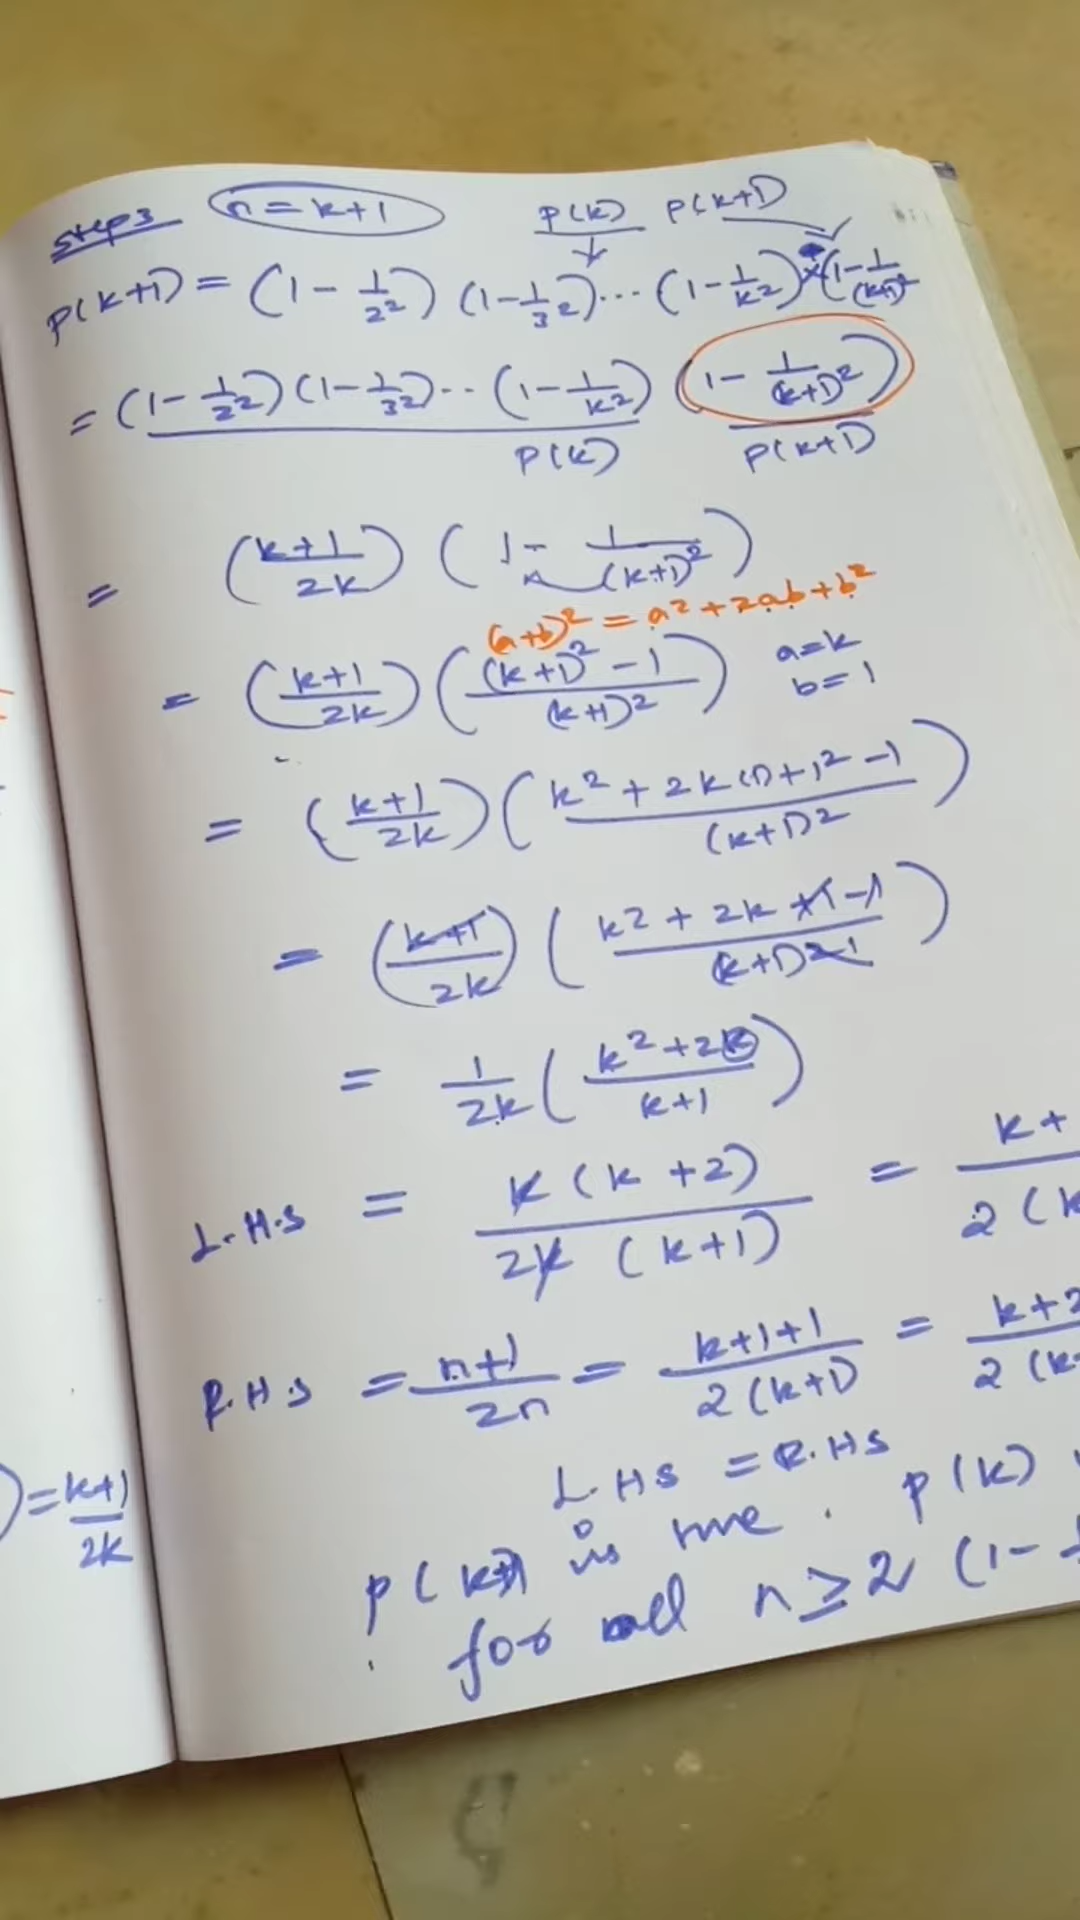 Step3 n = k+1 P(k) P(k+1)
P(k+1) = (1 - 1/2²) (1 - 1/3²) ... (1 - 1/k²) × (1 - 1/(k+1)²
= (1 - 1/2²) (1 - 1/3²) .. (1 - 1/k²) (1 - 1/(k+1)²)
P(k) P(k+1)
= (k+1/2k) (1 - 1/(k+1)²)
(a+b)² = a² + 2ab + b²
= (k+1/2k) ((k+1)² - 1/(k+1)²) a = k
b = 1
= (k+1/2k) (k² + 2k(1) + 1² - 1/(k+1)²)
= (k+1/2k) (k² + 2k + 1 - 1/(k+1)2 1)
= 1/2k (k² + 2k/k+1)
L.H.S = k(k+2)/2k (k+1) = k+/2(k
R.H.S = n+1/2n = k+1+1/2(k+1) = k+2/2(k+
L.H.S = R.H.S
) = k+1/2k
P(k+1) is true. P(k)
for all n ≥ 2 (1 -